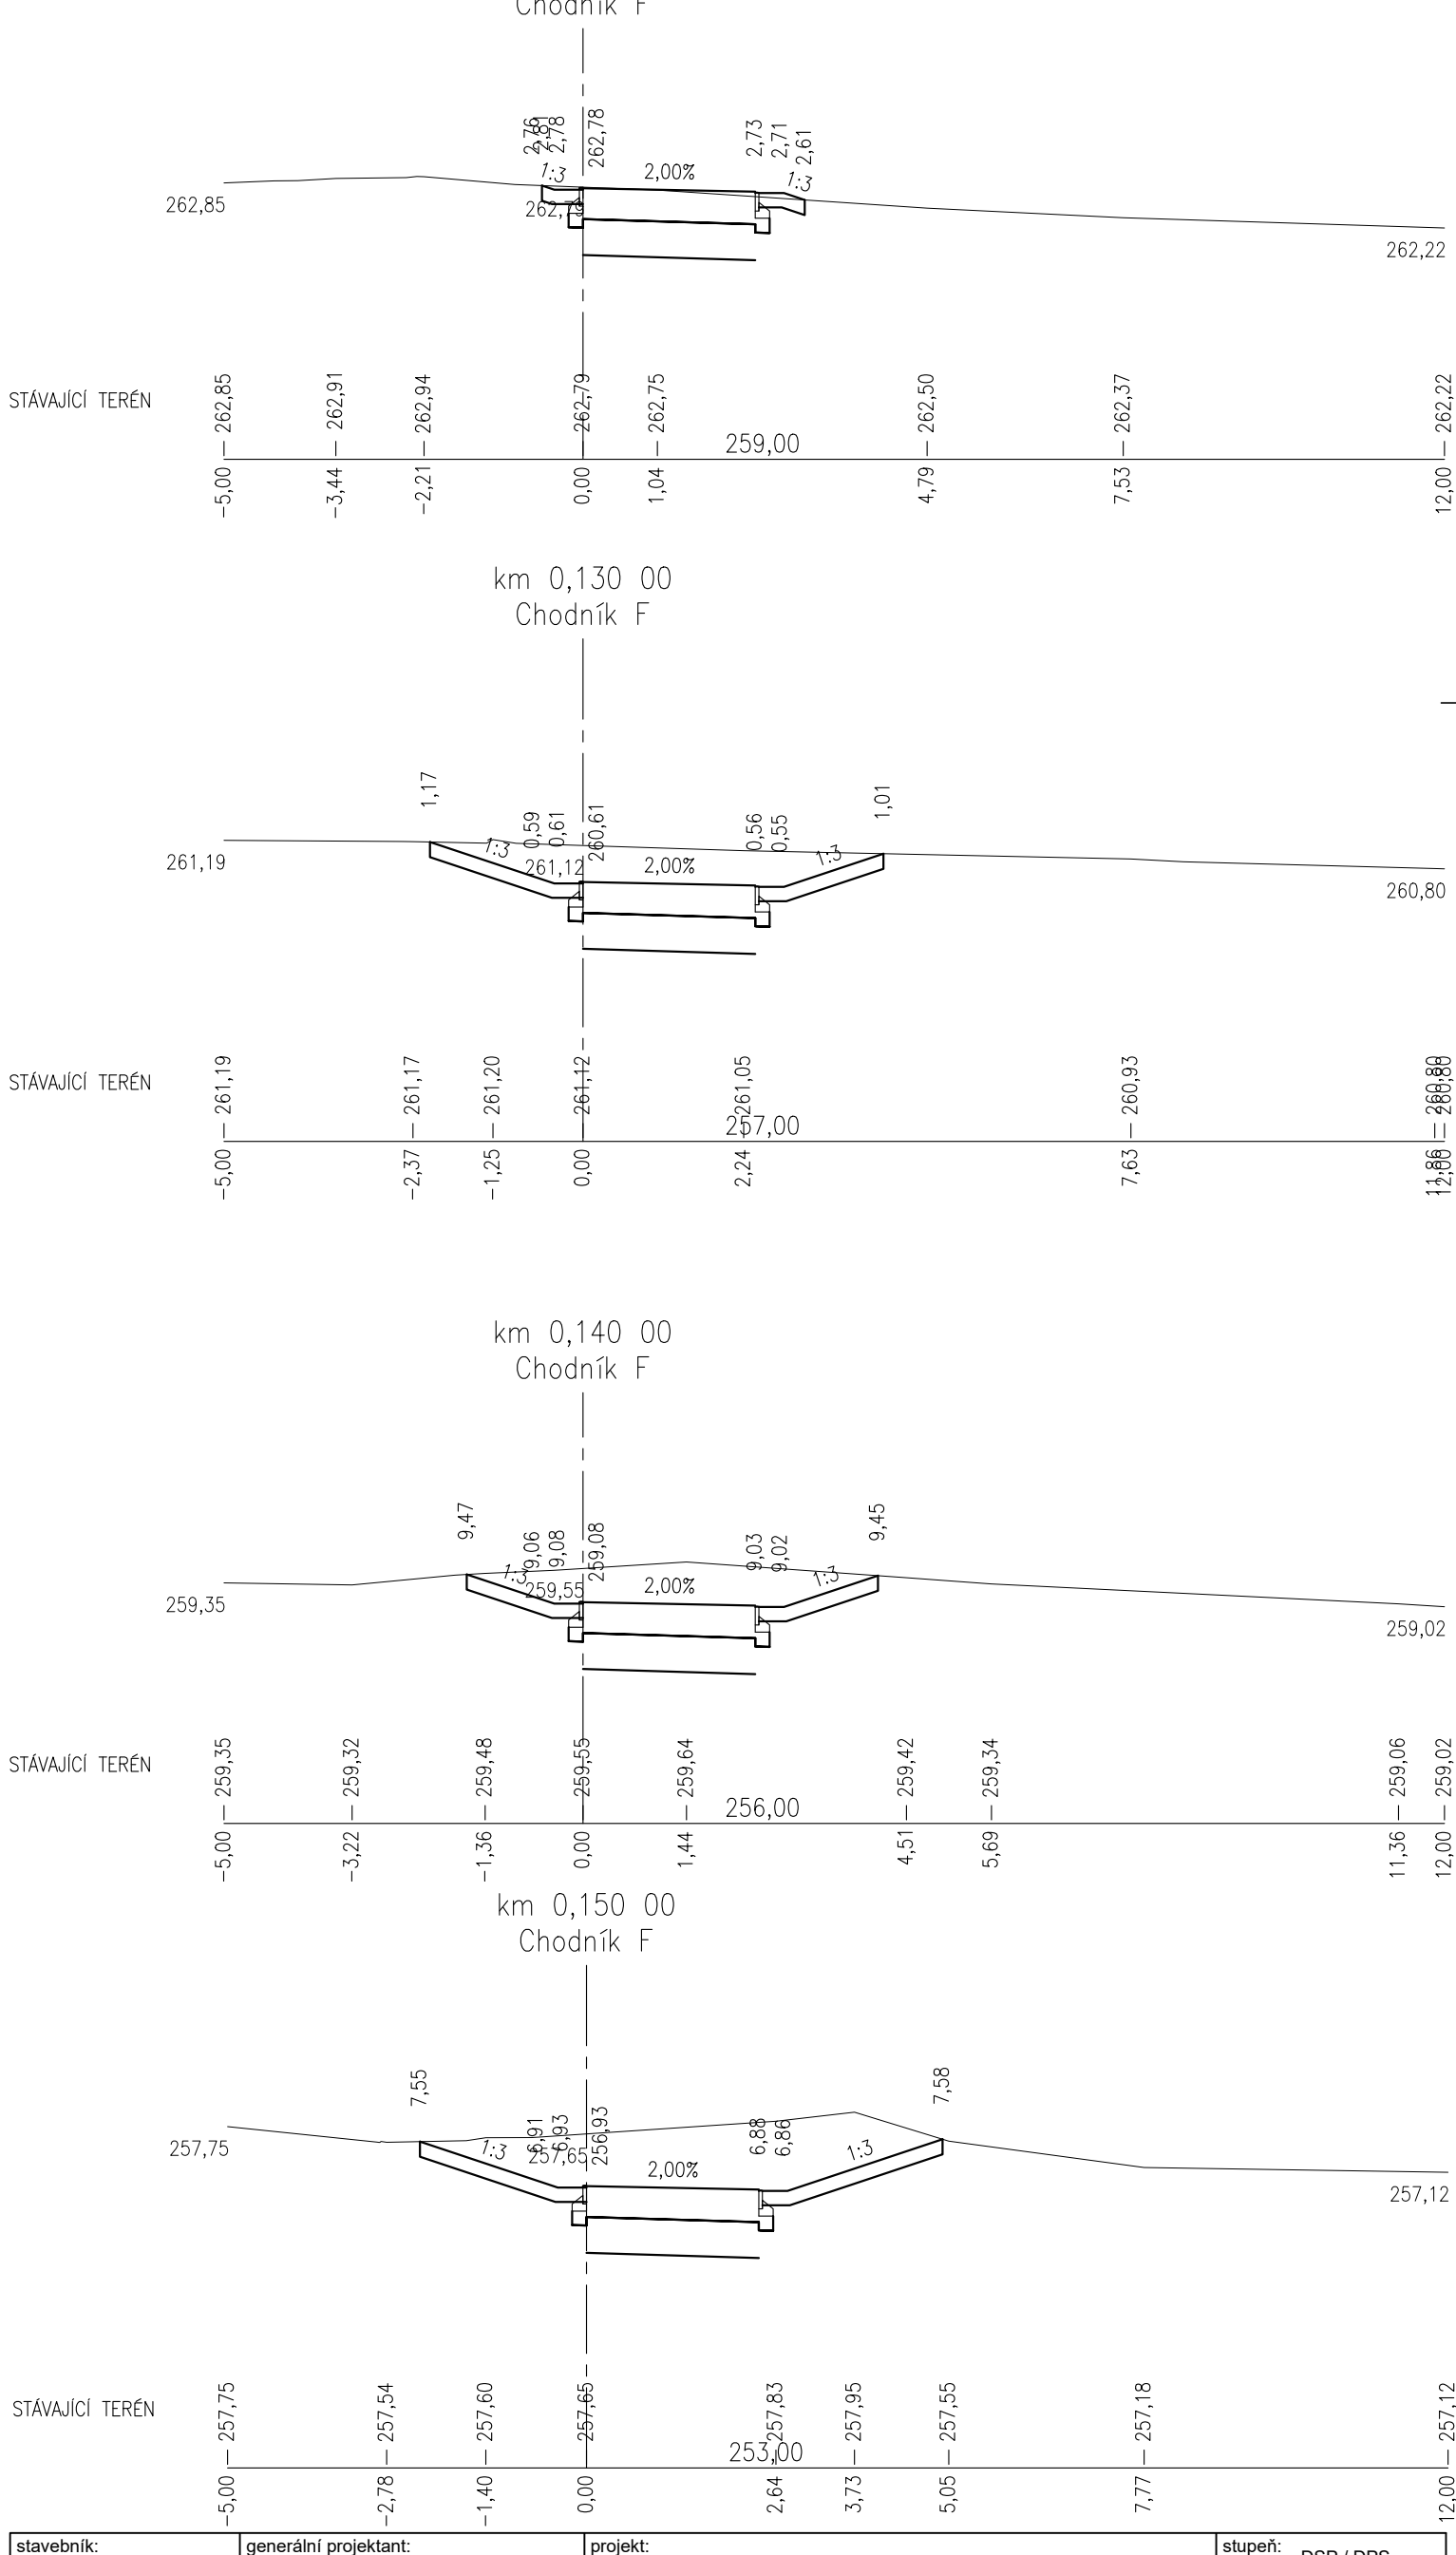 Chodník F
2,76 2,81 2,78 262,78 2,73 2,71 2,61
1:3 2,00% 1:3
262,85 262,79 262,22
STÁVAJÍCÍ TERÉN 262,85 262,91 262,94 262,79 262,75 262,50 262,37 262,22
259,00
-5,00 -3,44 -2,21 0,00 1,04 4,79 7,53 12,00
km 0,130 00
Chodník F
1,17 0,59 0,61 260,61 0,56 0,55 1,01
1:3 2,00% 1:3
261,19 261,12 260,80
STÁVAJÍCÍ TERÉN 261,19 261,17 261,20 261,12 261,05 260,93 260,80 260,80
257,00
-5,00 -2,37 -1,25 0,00 2,24 7,63 11,86 12,00
km 0,140 00
Chodník F
9,47 9,06 9,08 259,08 9,03 9,02 9,45
1:3 2,00% 1:3
259,35 259,55 259,02
STÁVAJÍCÍ TERÉN 259,35 259,32 259,48 259,55 259,64 259,42 259,34 259,06 259,02
256,00
-5,00 -3,22 -1,36 0,00 1,44 4,51 5,69 11,36 12,00
km 0,150 00
Chodník F
7,55 6,91 6,93 256,93 6,88 6,86 7,58
1:3 2,00% 1:3
257,75 257,65 257,12
STÁVAJÍCÍ TERÉN 257,75 257,54 257,60 257,65 257,83 257,95 257,55 257,18 257,12
253,00
-5,00 -2,78 -1,40 0,00 2,64 3,73 5,05 7,77 12,00
stavebník: generální projektant: projekt: stupeň: